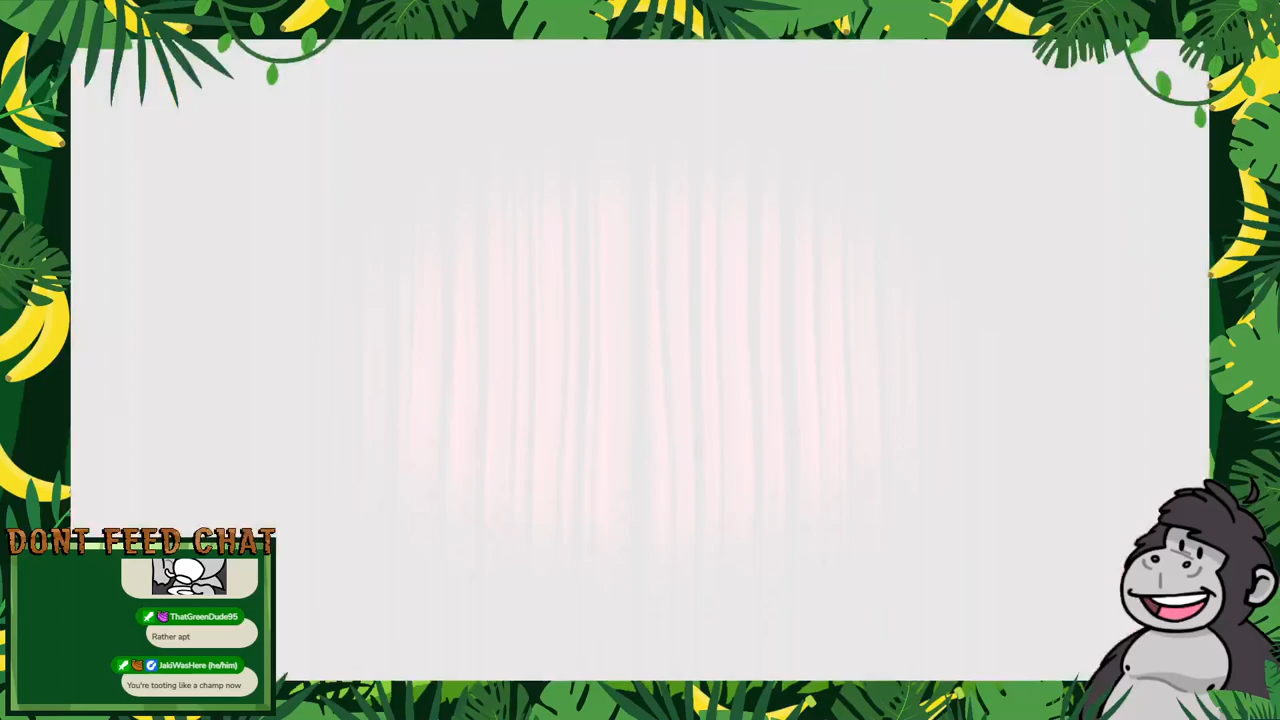 DONT FEED CHAT
ThatGreenDude95
Rather apt
JakiWasHere (he/him)
You're tooting like a champ now